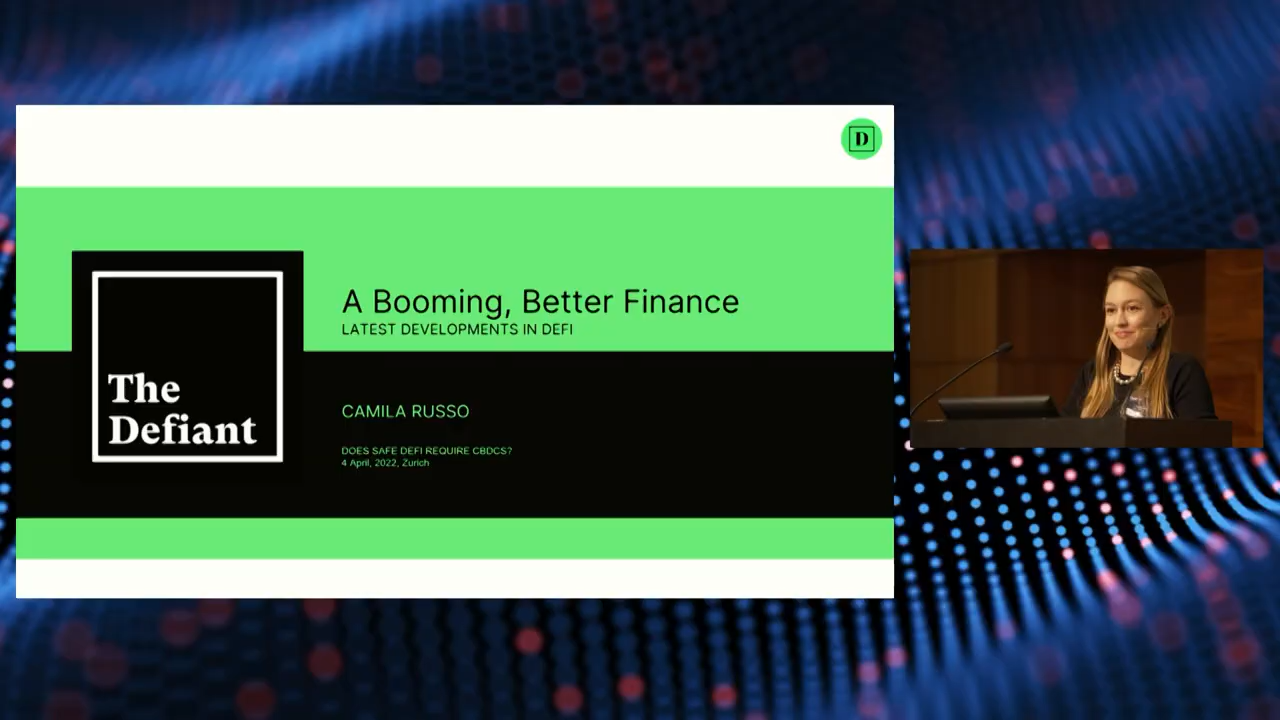 D
A Booming, Better Finance
LATEST DEVELOPMENTS IN DEFI
The
Defiant
CAMILA RUSSO
DOES SAFE DEFI REQUIRE CBDCS?
4 April, 2022, Zurich